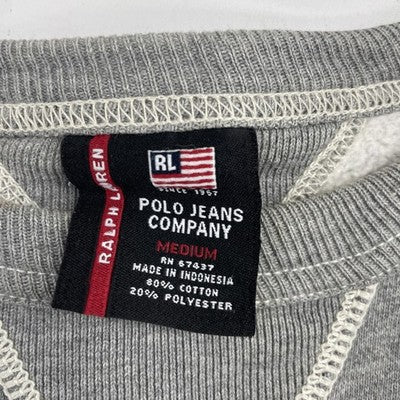 RALPH LAUREN
RL
SINCE 1967
POLO JEANS
COMPANY
MEDIUM
RN 67437
MADE IN INDONESIA
80% COTTON
20% POLYESTER